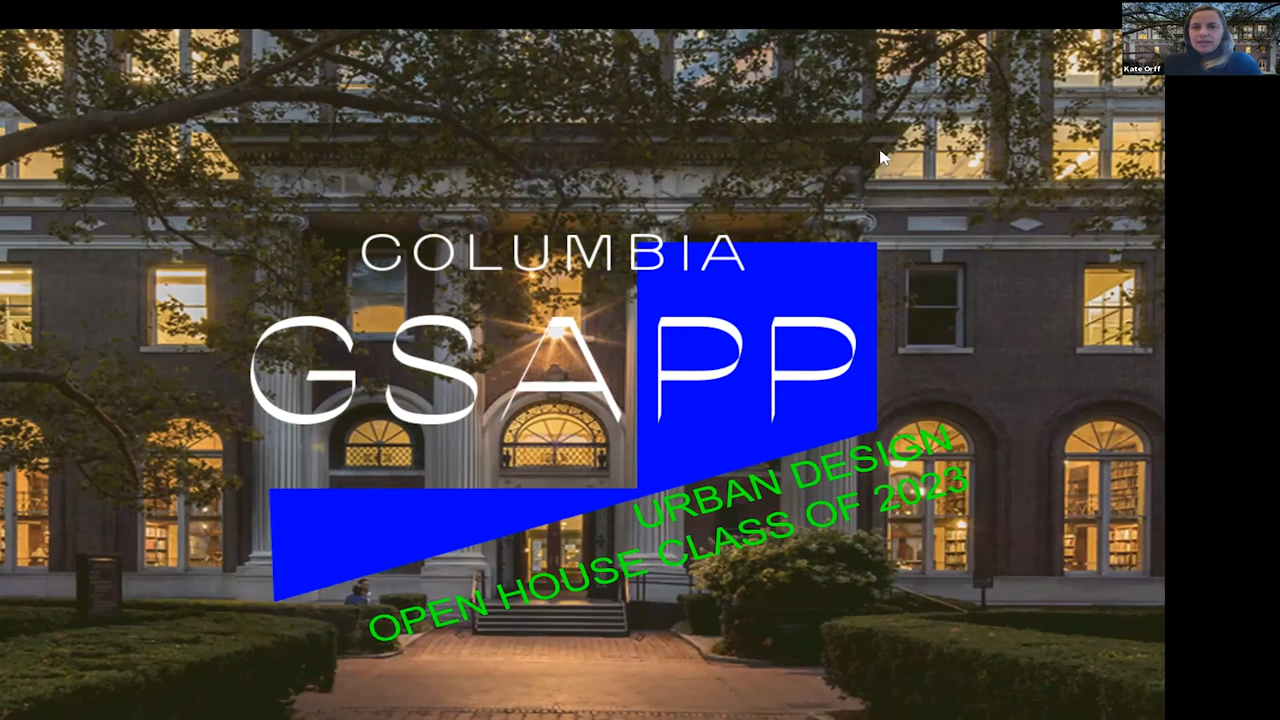 Kate Orff
COLUMBIA
GSAPP
URBAN DESIGN
OPEN HOUSE CLASS OF 2023